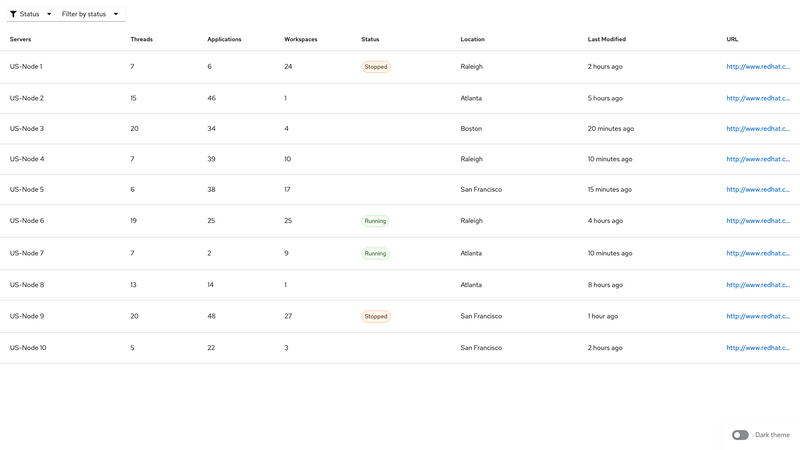 Status Filter by status
Servers Threads Applications Workspaces Status Location Last Modified URL
US-Node 1 7 6 24 Stopped Raleigh 2 hours ago http://www.redhat.c...
US-Node 2 15 46 1 Atlanta 5 hours ago http://www.redhat.c...
US-Node 3 20 34 4 Boston 20 minutes ago http://www.redhat.c...
US-Node 4 7 39 10 Raleigh 10 minutes ago http://www.redhat.c...
US-Node 5 6 38 17 San Francisco 15 minutes ago http://www.redhat.c...
US-Node 6 19 25 25 Running Raleigh 4 hours ago http://www.redhat.c...
US-Node 7 7 2 9 Running Atlanta 10 minutes ago http://www.redhat.c...
US-Node 8 13 14 1 Atlanta 8 hours ago http://www.redhat.c...
US-Node 9 20 48 27 Stopped San Francisco 1 hour ago http://www.redhat.c...
US-Node 10 5 22 3 San Francisco 2 hours ago http://www.redhat.c...
Dark theme